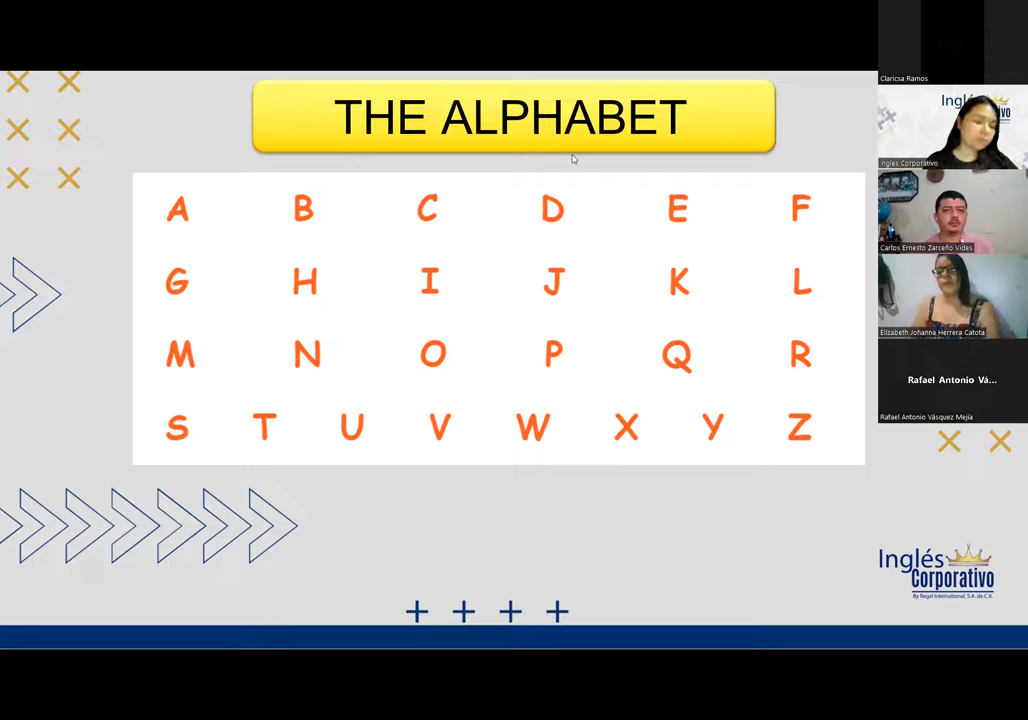 THE ALPHABET
A B C D E F
G H I J K L
M N O P Q R
S T U V W X Y Z
Claricsa Ramos
Inglés Corporativo
Carlos Ernesto Zarceño Vides
Elizabeth Johanna Herrera Catota
Rafael Antonio Vá...
Rafael Antonio Vásquez Mejía
Inglés
Corporativo
By Regal International, S.A. de C.V.